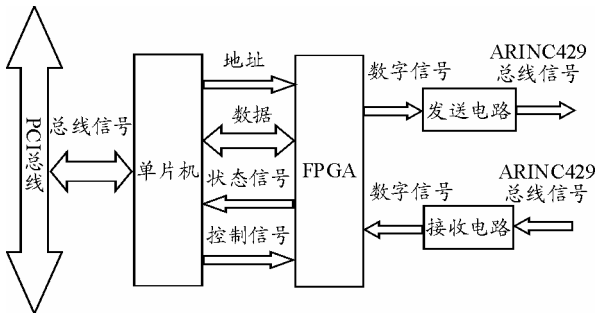 PCI总线
总线信号
单片机
地址
数据
状态信号
控制信号
FPGA
数字信号
发送电路
ARINC429
总线信号
数字信号
接收电路
ARINC429
总线信号